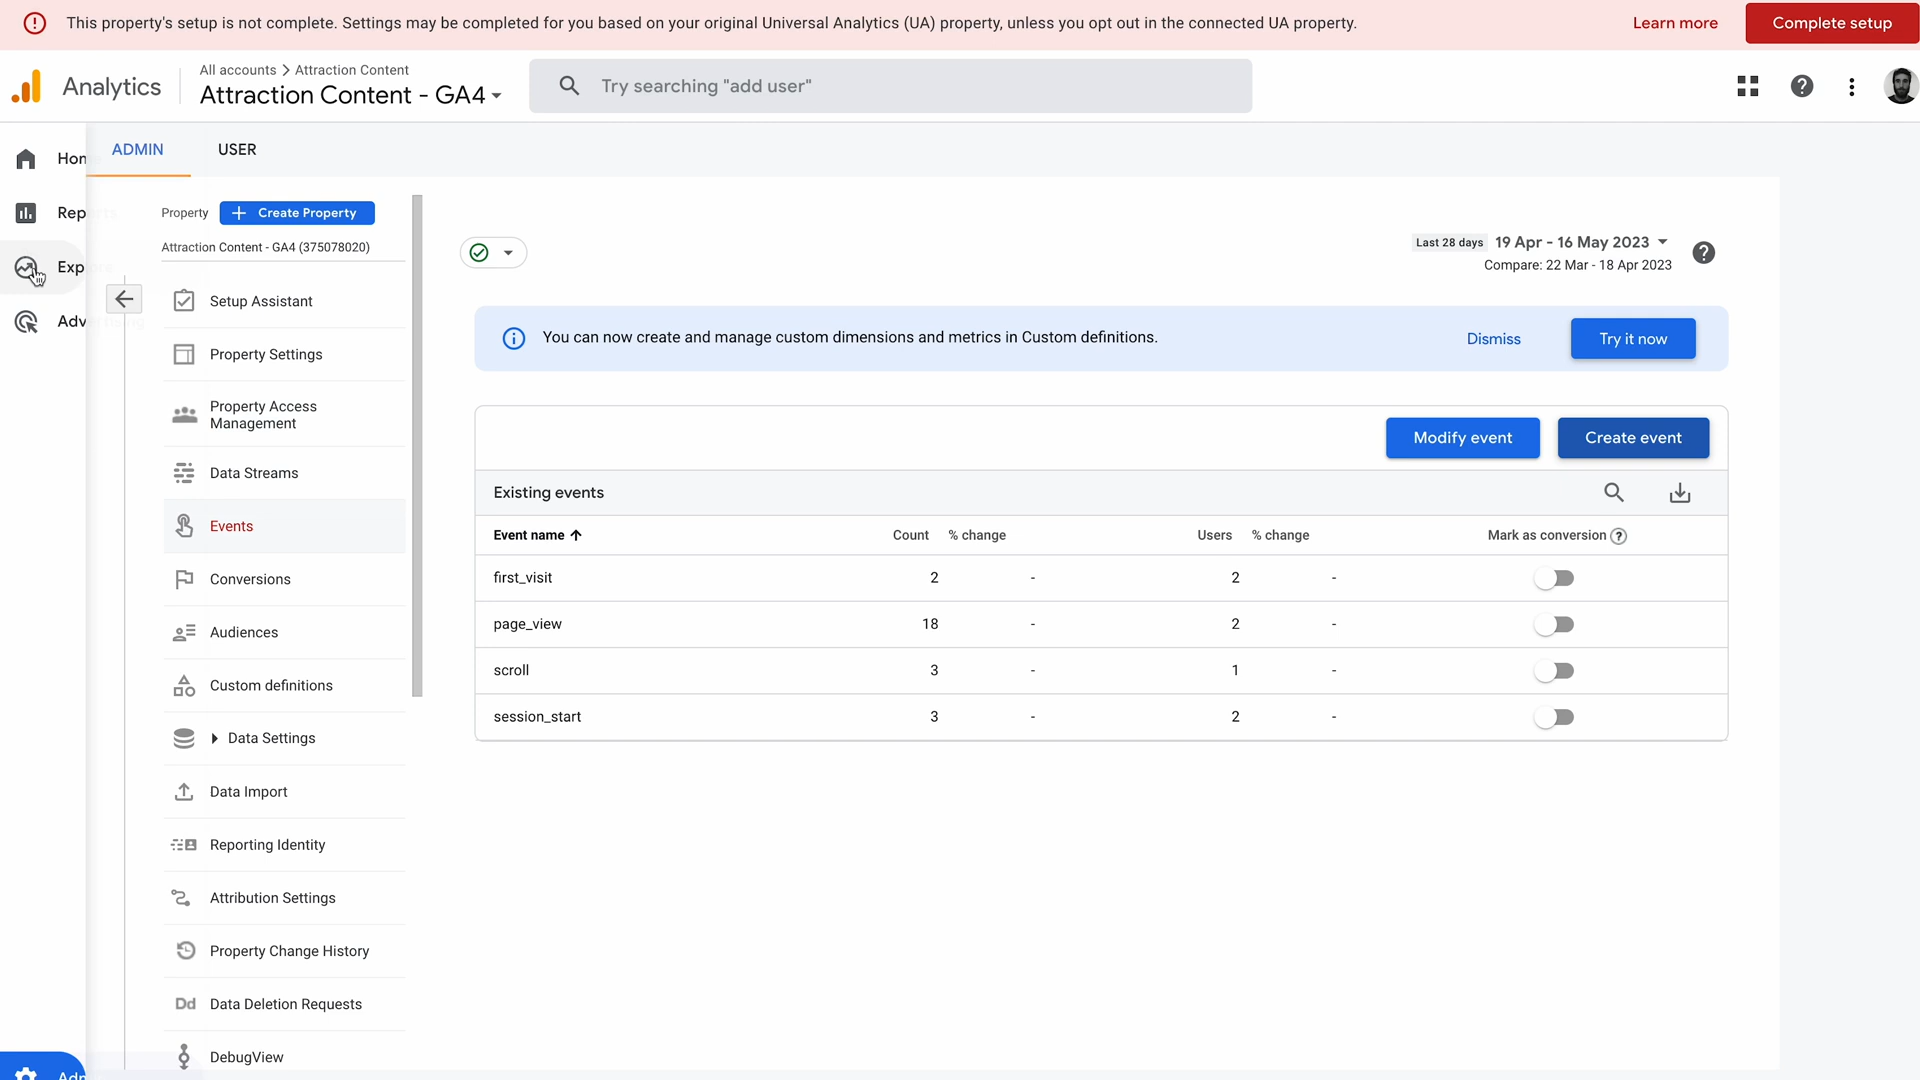 This property's setup is not complete. Settings may be completed for you based on your original Universal Analytics (UA) property, unless you opt out in the connected UA property.
Learn more
Complete setup
Analytics
All accounts > Attraction Content
Attraction Content - GA4
Try searching "add user"
ADMIN
USER
Property
+ Create Property
Attraction Content - GA4 (375078020)
Setup Assistant
Property Settings
Property Access
Management
Data Streams
Events
Conversions
Audiences
Custom definitions
Data Settings
Data Import
Reporting Identity
Attribution Settings
Property Change History
Dd Data Deletion Requests
DebugView
Last 28 days 19 Apr - 16 May 2023
Compare: 22 Mar - 18 Apr 2023
You can now create and manage custom dimensions and metrics in Custom definitions.
Dismiss
Try it now
Modify event
Create event
Existing events
Event name Count % change Users % change Mark as conversion
first_visit 2 - 2 -
page_view 18 - 2 -
scroll 3 - 1 -
session_start 3 - 2 -